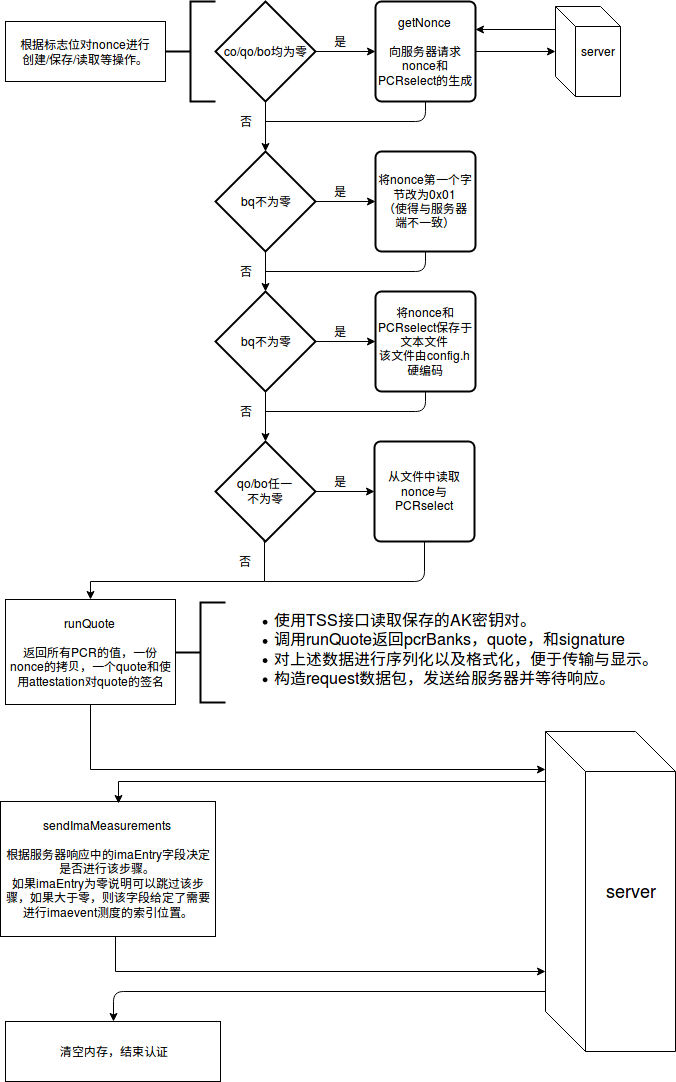 根据标志位对nonce进行
创建/保存/读取等操作。
co/qo/bo均为零
是
getNonce
向服务器请求
nonce和
PCRselect的生成
server
否
bq不为零
是
将nonce第一个字
节改为0x01
（使得与服务器
端不一致）
否
bq不为零
是
将nonce和
PCRselect保存于
文本文件
该文件由config.h
硬编码
否
qo/bo任一
不为零
是
从文件中读取
nonce与
PCRselect
否
runQuote
返回所有PCR的值，一份
nonce的拷贝，一个quote和使
用attestation对quote的签名
• 使用TSS接口读取保存的AK密钥对。
• 调用runQuote返回pcrBanks，quote，和signature
• 对上述数据进行序列化以及格式化，便于传输与显示。
• 构造request数据包，发送给服务器并等待响应。
sendImaMeasurements
根据服务器响应中的imaEntry字段决定
是否进行该步骤。
如果imaEntry为零说明可以跳过该步
骤，如果大于零，则该字段给定了需要
进行imaevent测度的索引位置。
server
清空内存，结束认证